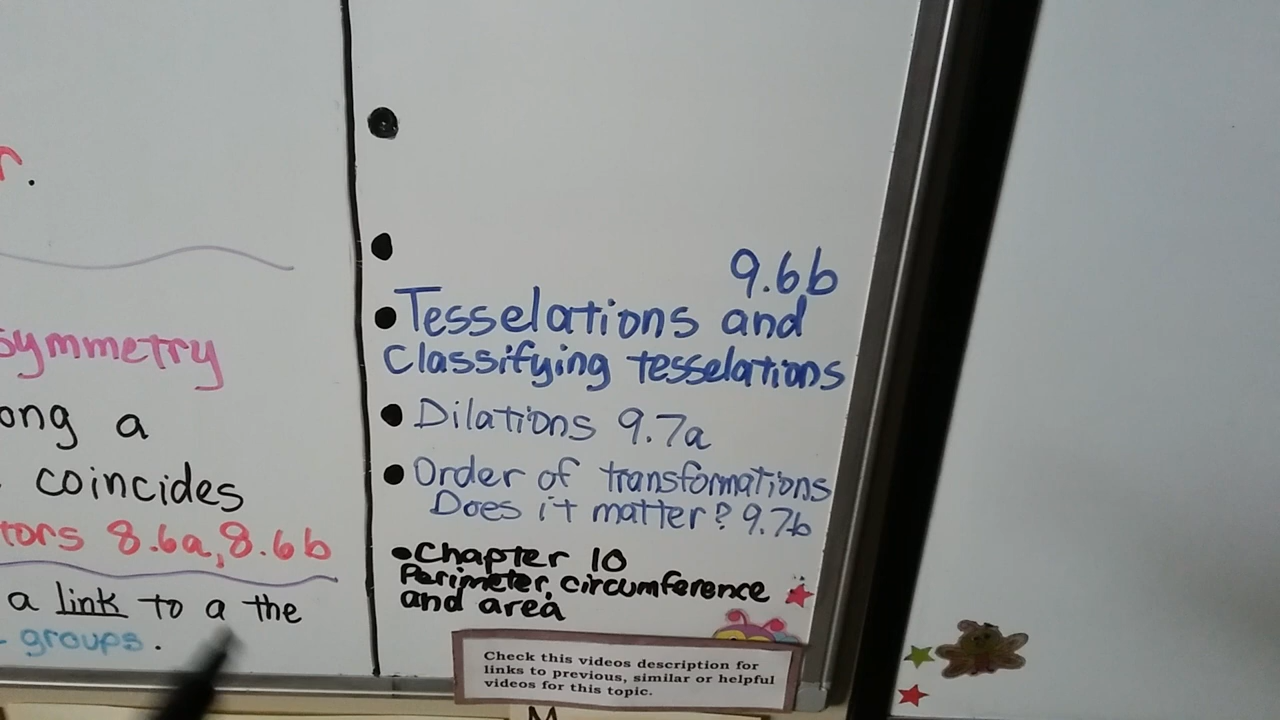 r.
symmetry
ong a
coincides
tors 8.6a, 8.6b
a link to a the
groups.
9.6b
• Tesselations and
classifying tesselations
• Dilations 9.7a
• Order of transformations
Does it matter? 9.7b
• Chapter 10
Perimeter, circumference
and area
Check this videos description for
links to previous, similar or helpful
videos for this topic.
M